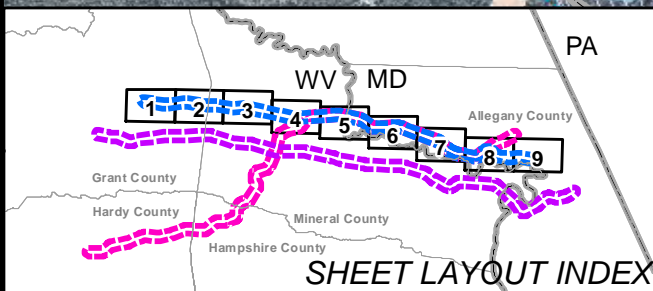 PA
WV MD
Allegany County
1 2 3 4 5 6 7 8 9
Grant County
Hardy County
Mineral County
Hampshire County
SHEET LAYOUT INDEX